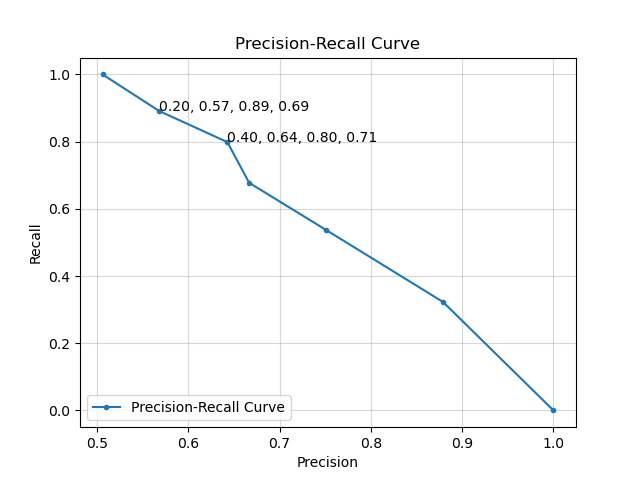 Precision-Recall Curve
1.0
0.20, 0.57, 0.89, 0.69
0.8
0.40, 0.64, 0.80, 0.71
0.6
Recall
0.4
0.2
0.0
Precision-Recall Curve
0.5 0.6 0.7 0.8 0.9 1.0
Precision